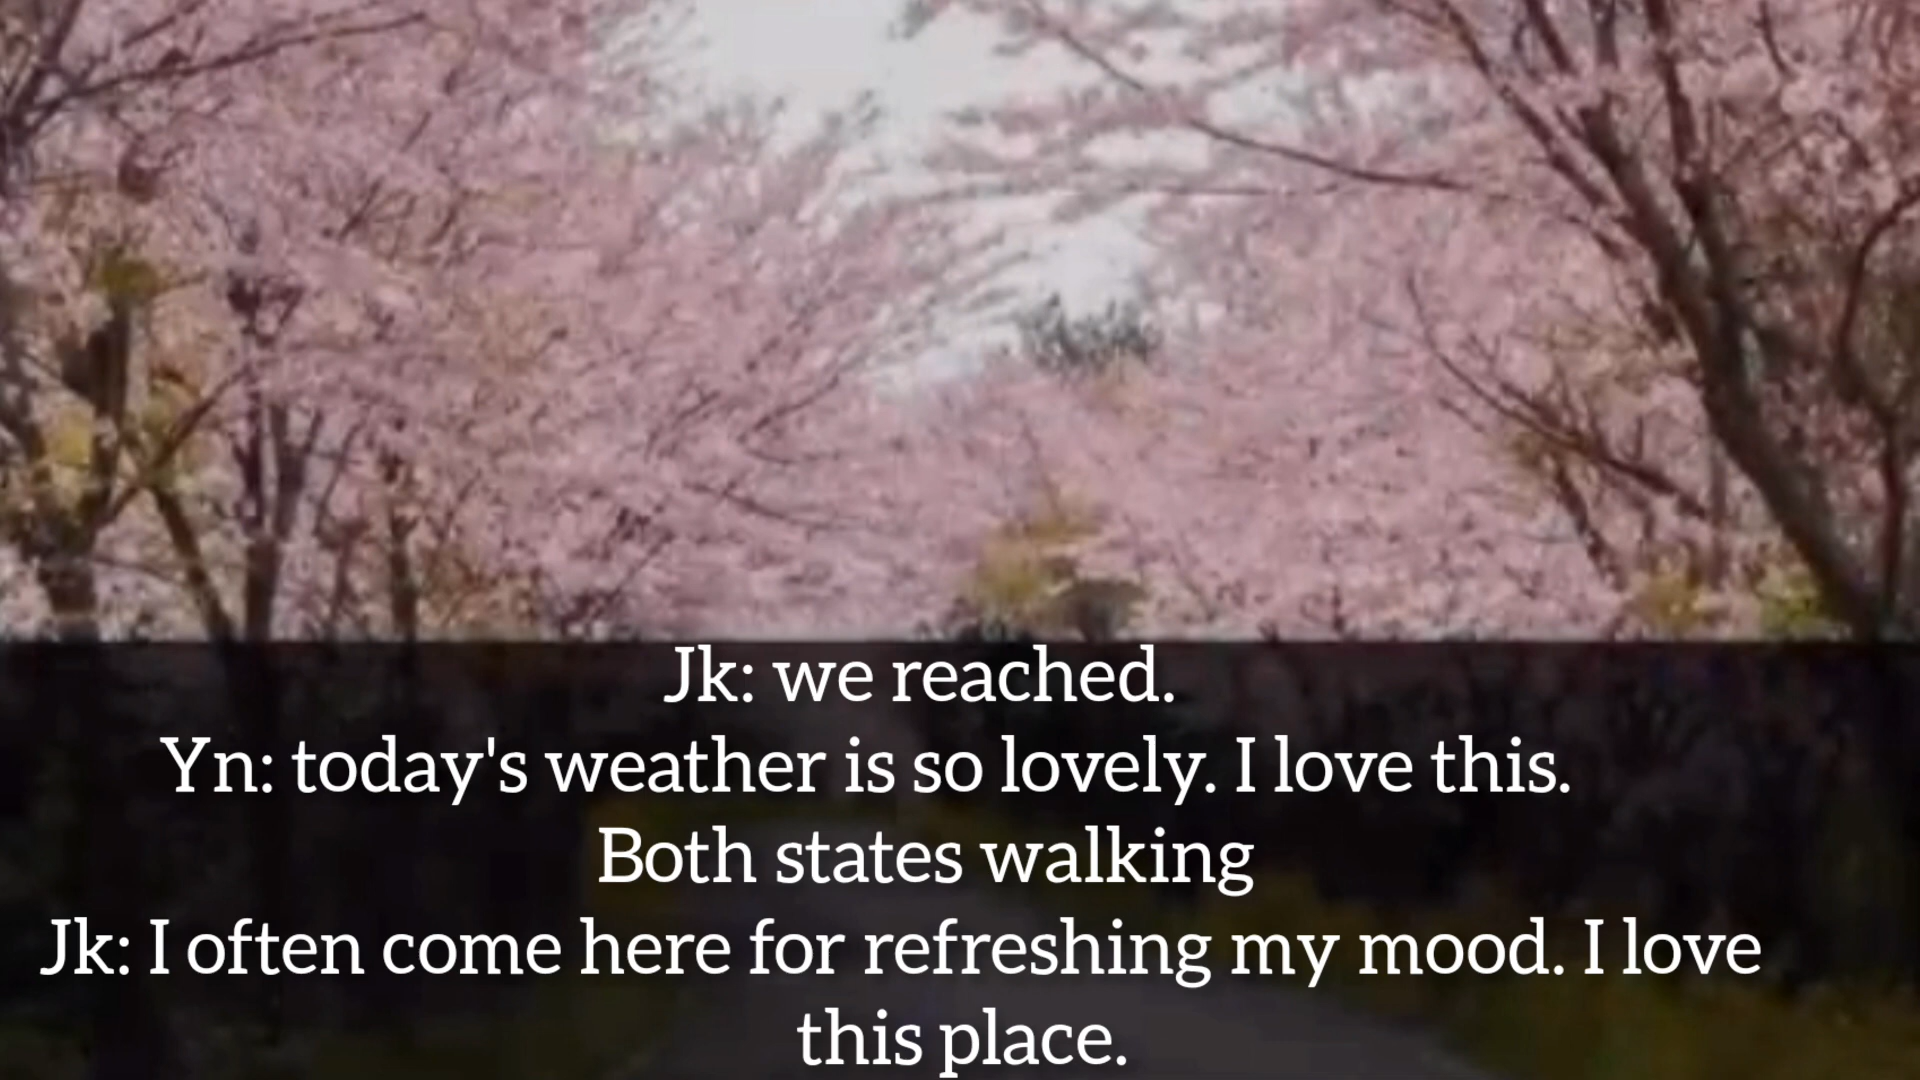 Jk: we reached.
Yn: today's weather is so lovely. I love this.
Both states walking
Jk: I often come here for refreshing my mood. I love
this place.